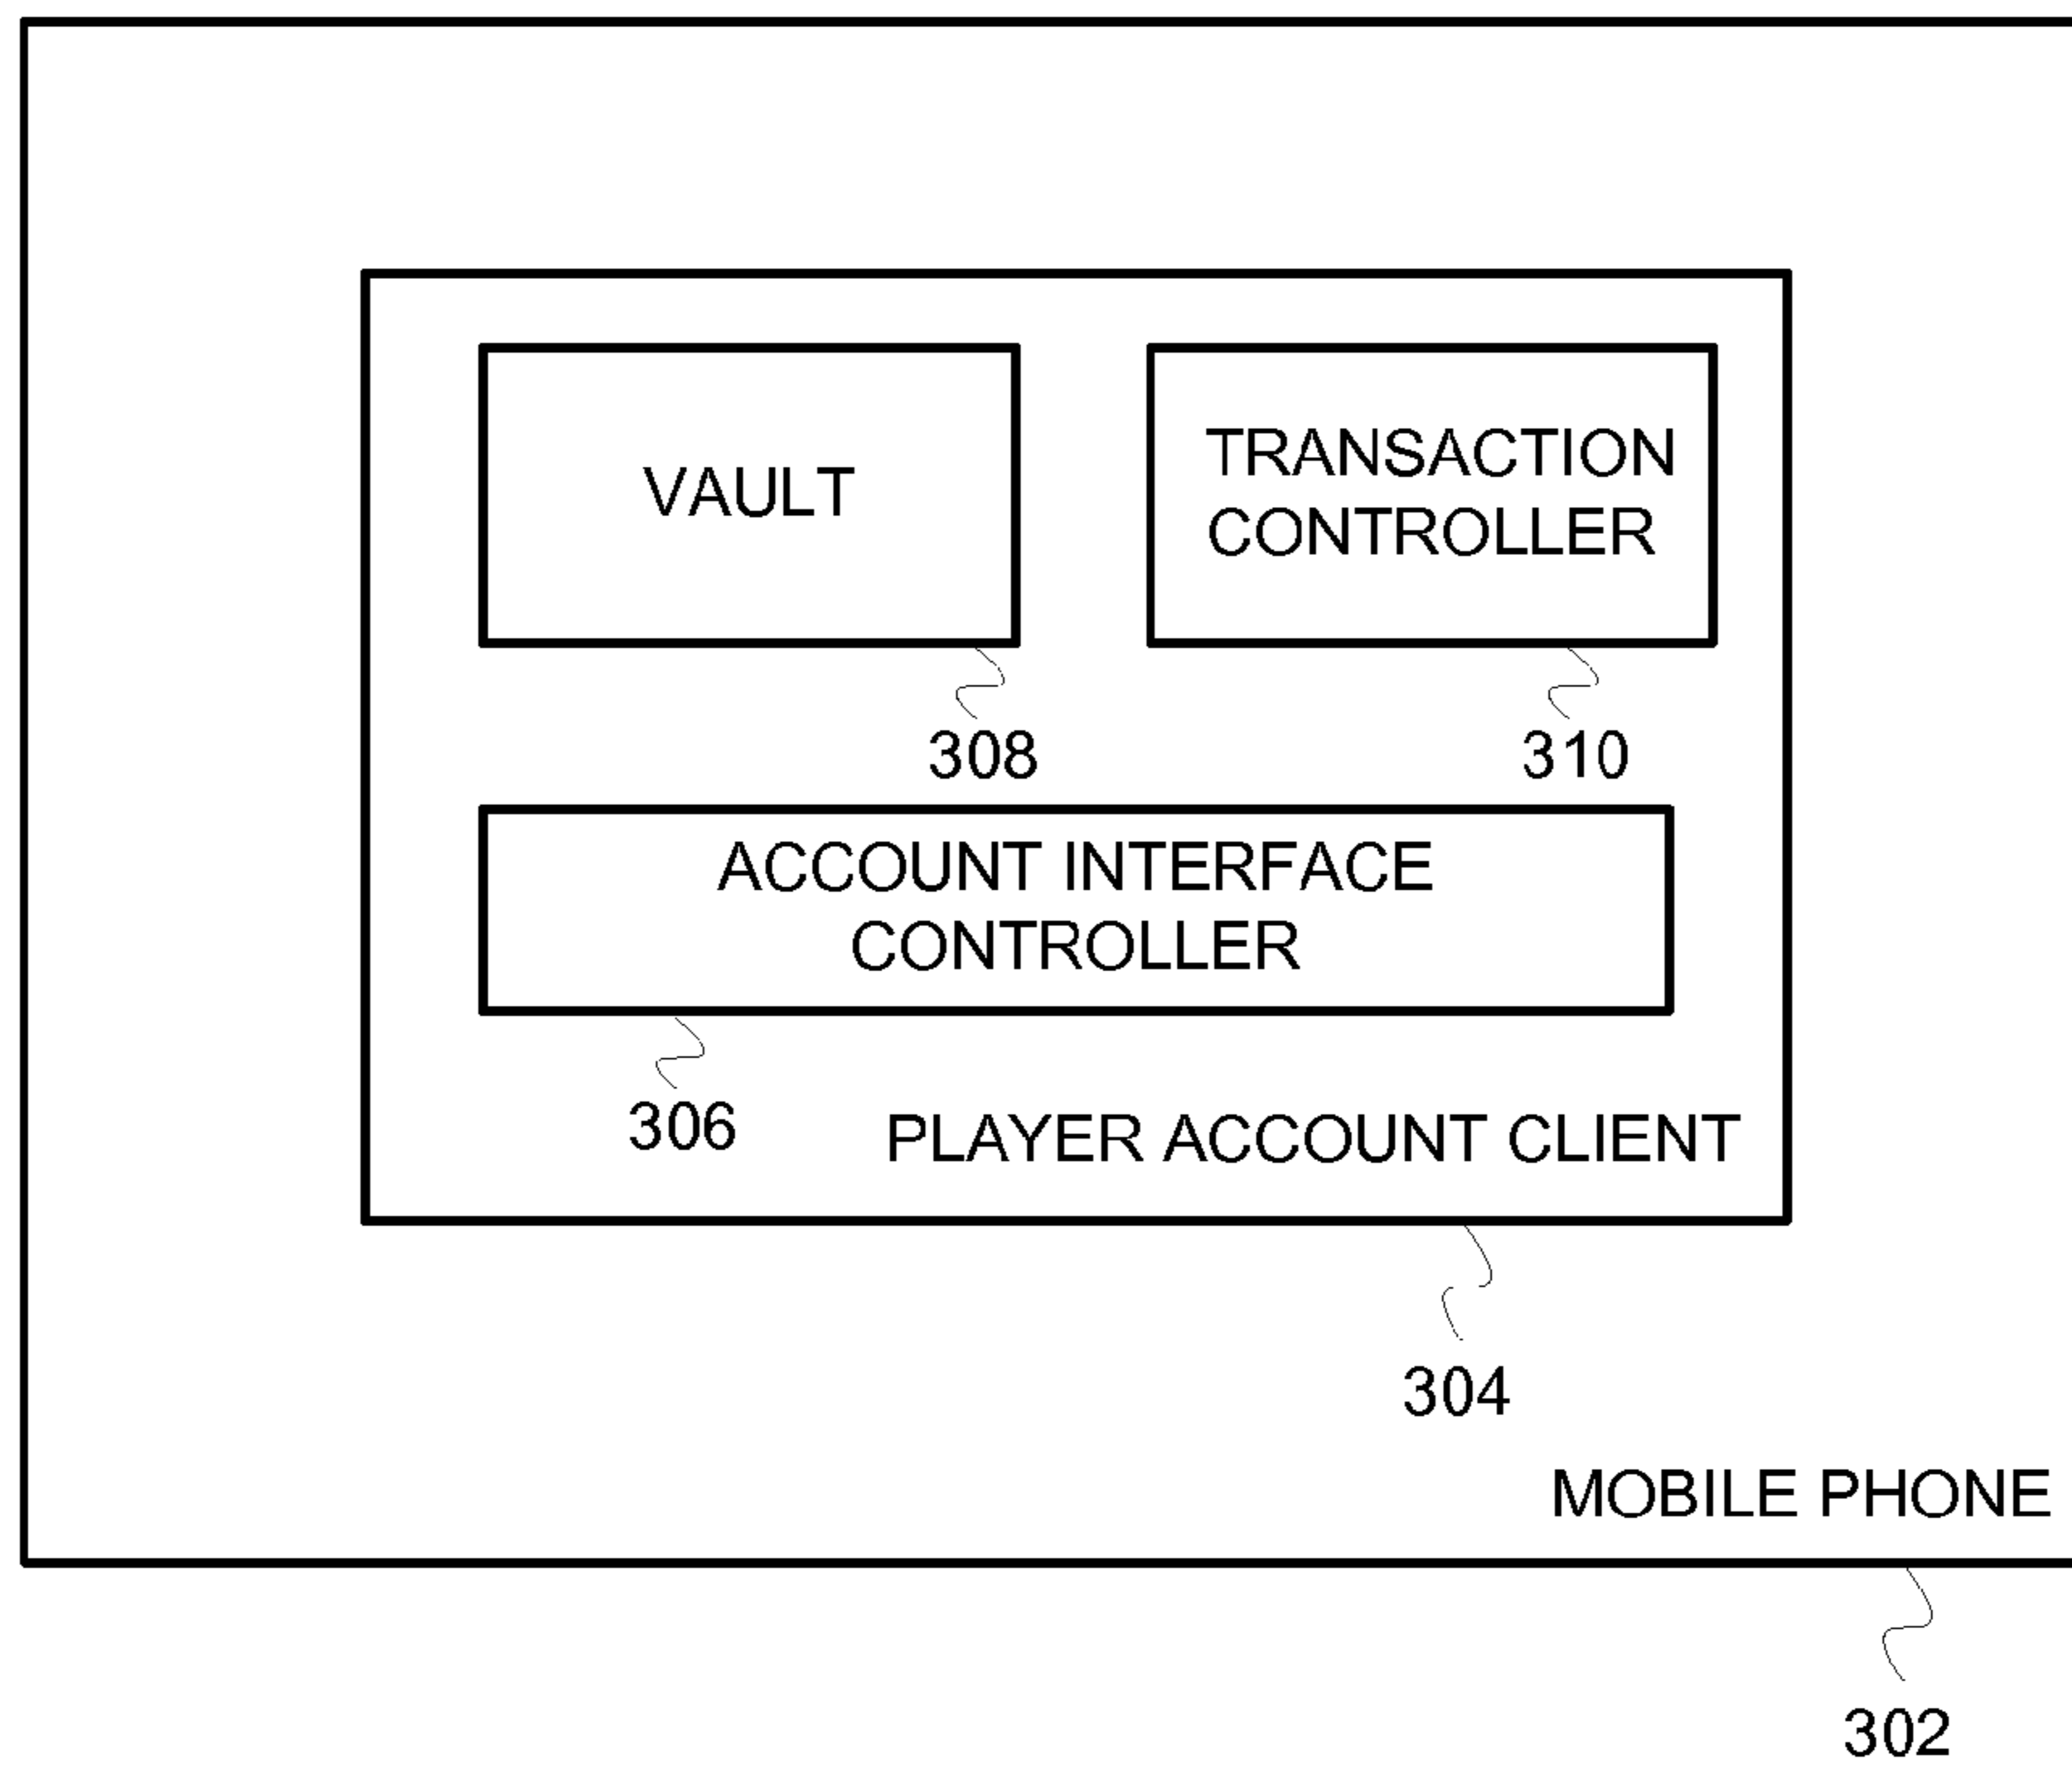 VAULT
TRANSACTION
CONTROLLER
308
310
ACCOUNT INTERFACE
CONTROLLER
306
PLAYER ACCOUNT CLIENT
304
MOBILE PHONE
302